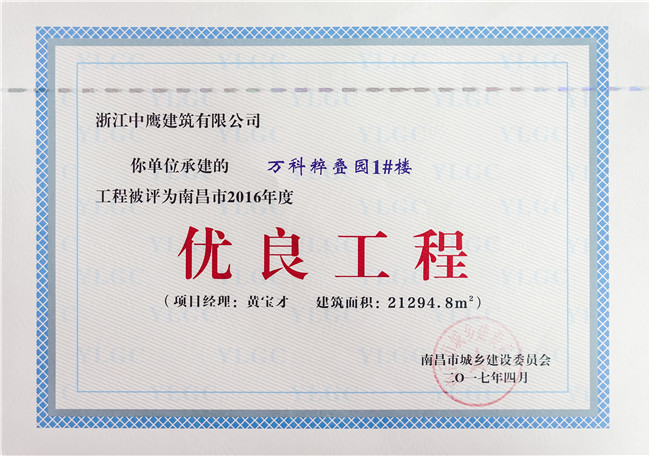 浙江中鹰建筑有限公司
你单位承建的 万科粹叠园1#楼
工程被评为南昌市2016年度
优良工程
(项目经理：黄宝才 建筑面积：21294.8m²)
南昌市城乡建设委员会
二〇一七年四月